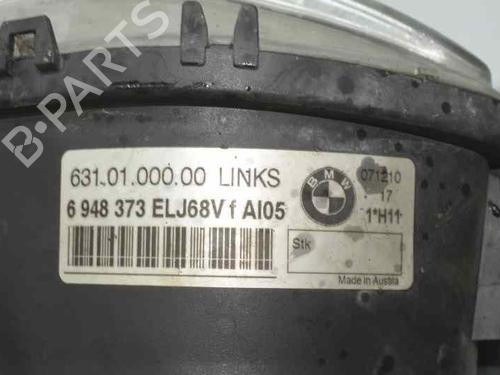 B-PARTS
631.01.000.00 LINKS
6 948 373 ELJ68V f AI05
BMW
071210
17
1*H11
Stk
Made in Austria